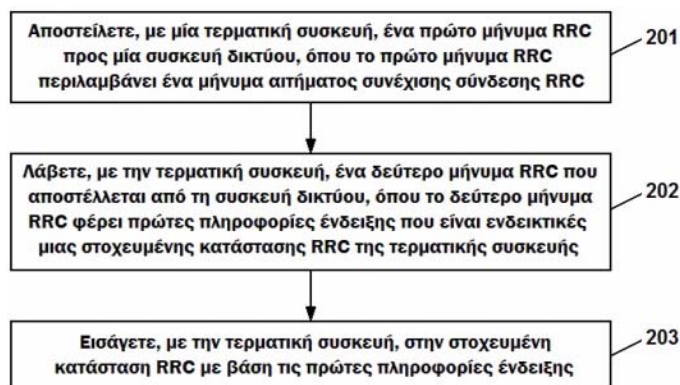 Αποστείλετε, με μία τερματική συσκευή, ένα πρώτο μήνυμα RRC
προς μία συσκευή δικτύου, όπου το πρώτο μήνυμα RRC
περιλαμβάνει ένα μήνυμα αιτήματος συνέχισης σύνδεσης RRC
201
Λάβετε, με την τερματική συσκευή, ένα δεύτερο μήνυμα RRC που
αποστέλλεται από τη συσκευή δικτύου, όπου το δεύτερο μήνυμα
RRC φέρει πρώτες πληροφορίες ένδειξης που είναι ενδεικτικές
μιας στοχευμένης κατάστασης RRC της τερματικής συσκευής
202
Εισάγετε, με την τερματική συσκευή, στην στοχευμένη
κατάσταση RRC με βάση τις πρώτες πληροφορίες ένδειξης
203